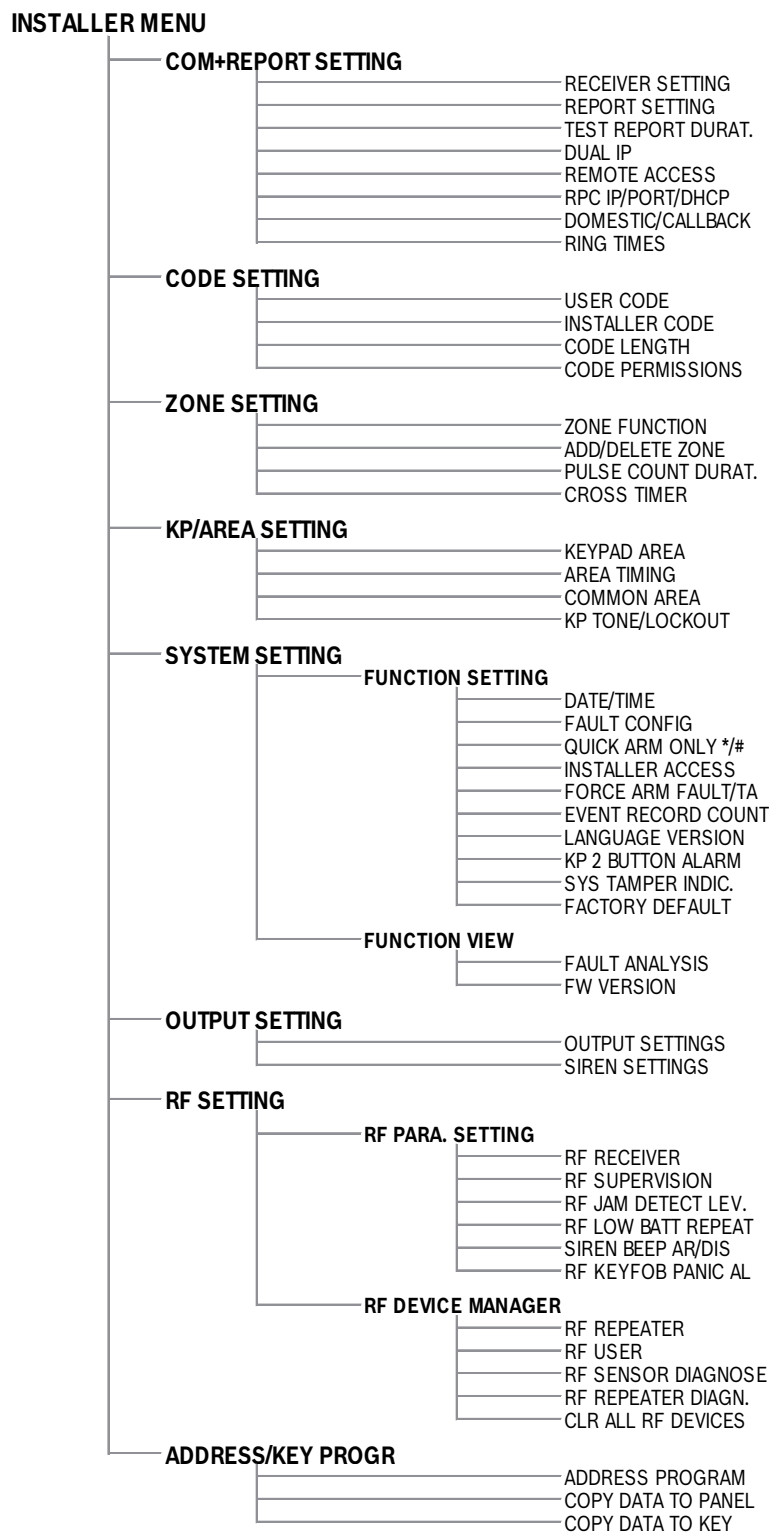 INSTALLER MENU
COM+REPORT SETTING
RECEIVER SETTING
REPORT SETTING
TEST REPORT DURAT.
DUAL IP
REMOTE ACCESS
RPC IP/PORT/DHCP
DOMESTIC/CALLBACK
RING TIMES
CODE SETTING
USER CODE
INSTALLER CODE
CODE LENGTH
CODE PERMISSIONS
ZONE SETTING
ZONE FUNCTION
ADD/DELETE ZONE
PULSE COUNT DURAT.
CROSS TIMER
KP/AREA SETTING
KEYPAD AREA
AREA TIMING
COMMON AREA
KP TONE/LOCKOUT
SYSTEM SETTING
FUNCTION SETTING
DATE/TIME
FAULT CONFIG
QUICK ARM ONLY */#
INSTALLER ACCESS
FORCE ARM FAULT/TA
EVENT RECORD COUNT
LANGUAGE VERSION
KP 2 BUTTON ALARM
SYS TAMPER INDIC.
FACTORY DEFAULT
FUNCTION VIEW
FAULT ANALYSIS
FW VERSION
OUTPUT SETTING
OUTPUT SETTINGS
SIREN SETTINGS
RF SETTING
RF PARA. SETTING
RF RECEIVER
RF SUPERVISION
RF JAM DETECT LEV.
RF LOW BATT REPEAT
SIREN BEEP AR/DIS
RF KEYFOB PANIC AL
RF DEVICE MANAGER
RF REPEATER
RF USER
RF SENSOR DIAGNOSE
RF REPEATER DIAGN.
CLR ALL RF DEVICES
ADDRESS/KEY PROGR
ADDRESS PROGRAM
COPY DATA TO PANEL
COPY DATA TO KEY